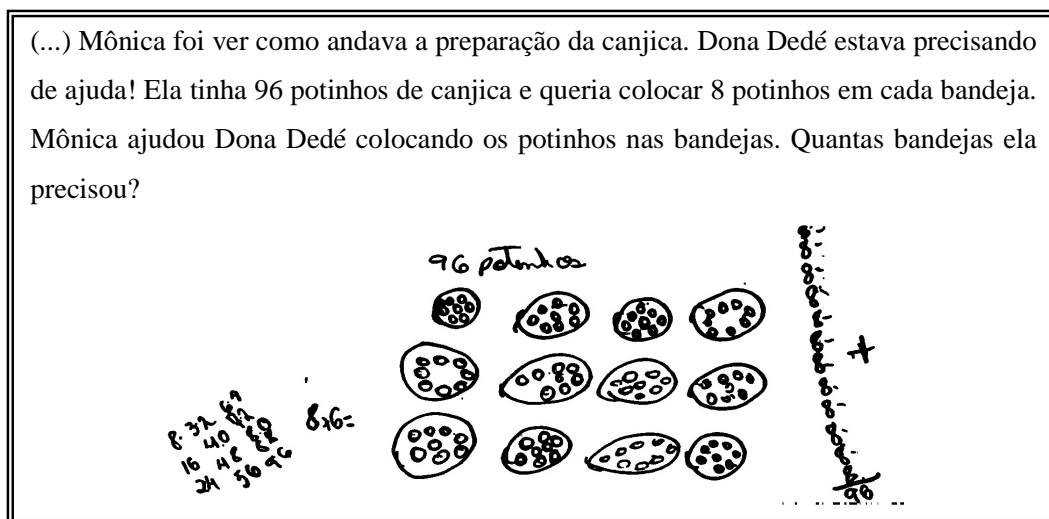 (...) Mônica foi ver como andava a preparação da canjica. Dona Dedé estava precisando
de ajuda! Ela tinha 96 potinhos de canjica e queria colocar 8 potinhos em cada bandeja.
Mônica ajudou Dona Dedé colocando os potinhos nas bandejas. Quantas bandejas ela
precisou?
96 potinhos
8 32 64
72
16 40 80
48 88
24 56 96
8x6=
8
8
8
8
8
8
8 +
8
8
8
8
8
96